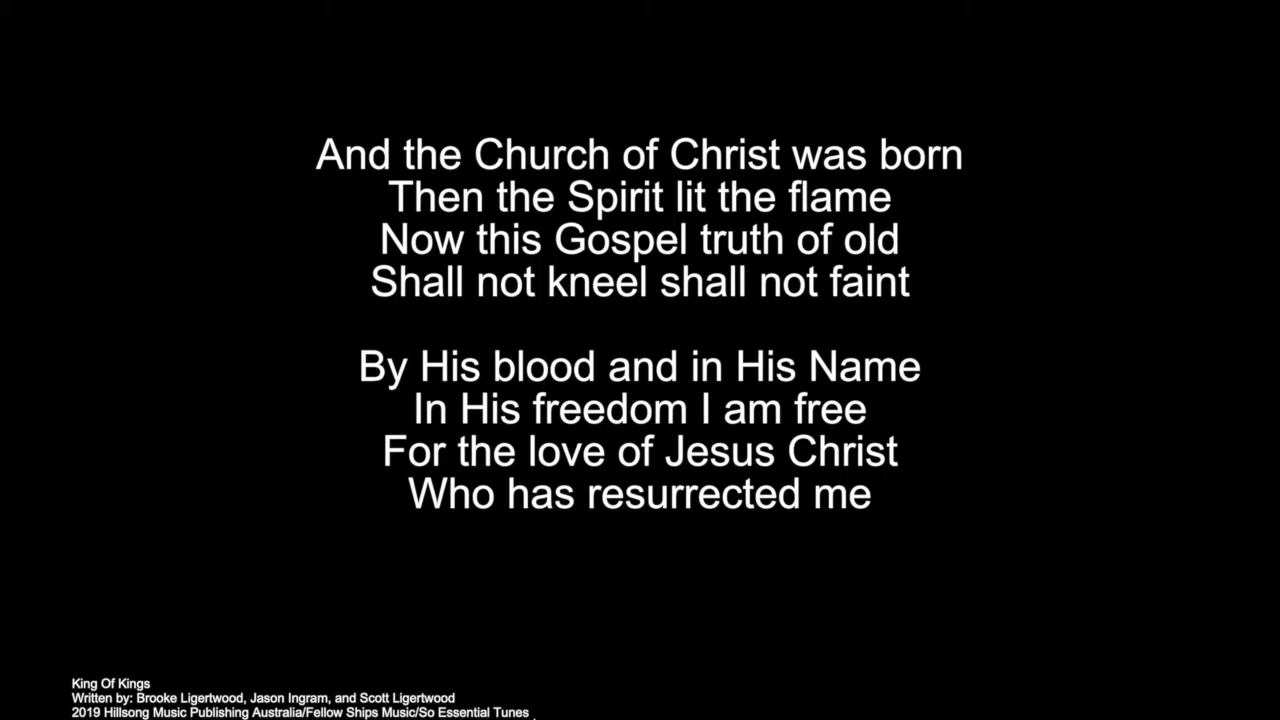 And the Church of Christ was born
Then the Spirit lit the flame
Now this Gospel truth of old
Shall not kneel shall not faint
By His blood and in His Name
In His freedom I am free
For the love of Jesus Christ
Who has resurrected me
King Of Kings
Written by: Brooke Ligertwood, Jason Ingram, and Scott Ligertwood
2019 Hillsong Music Publishing Australia/Fellow Ships Music/So Essential Tunes